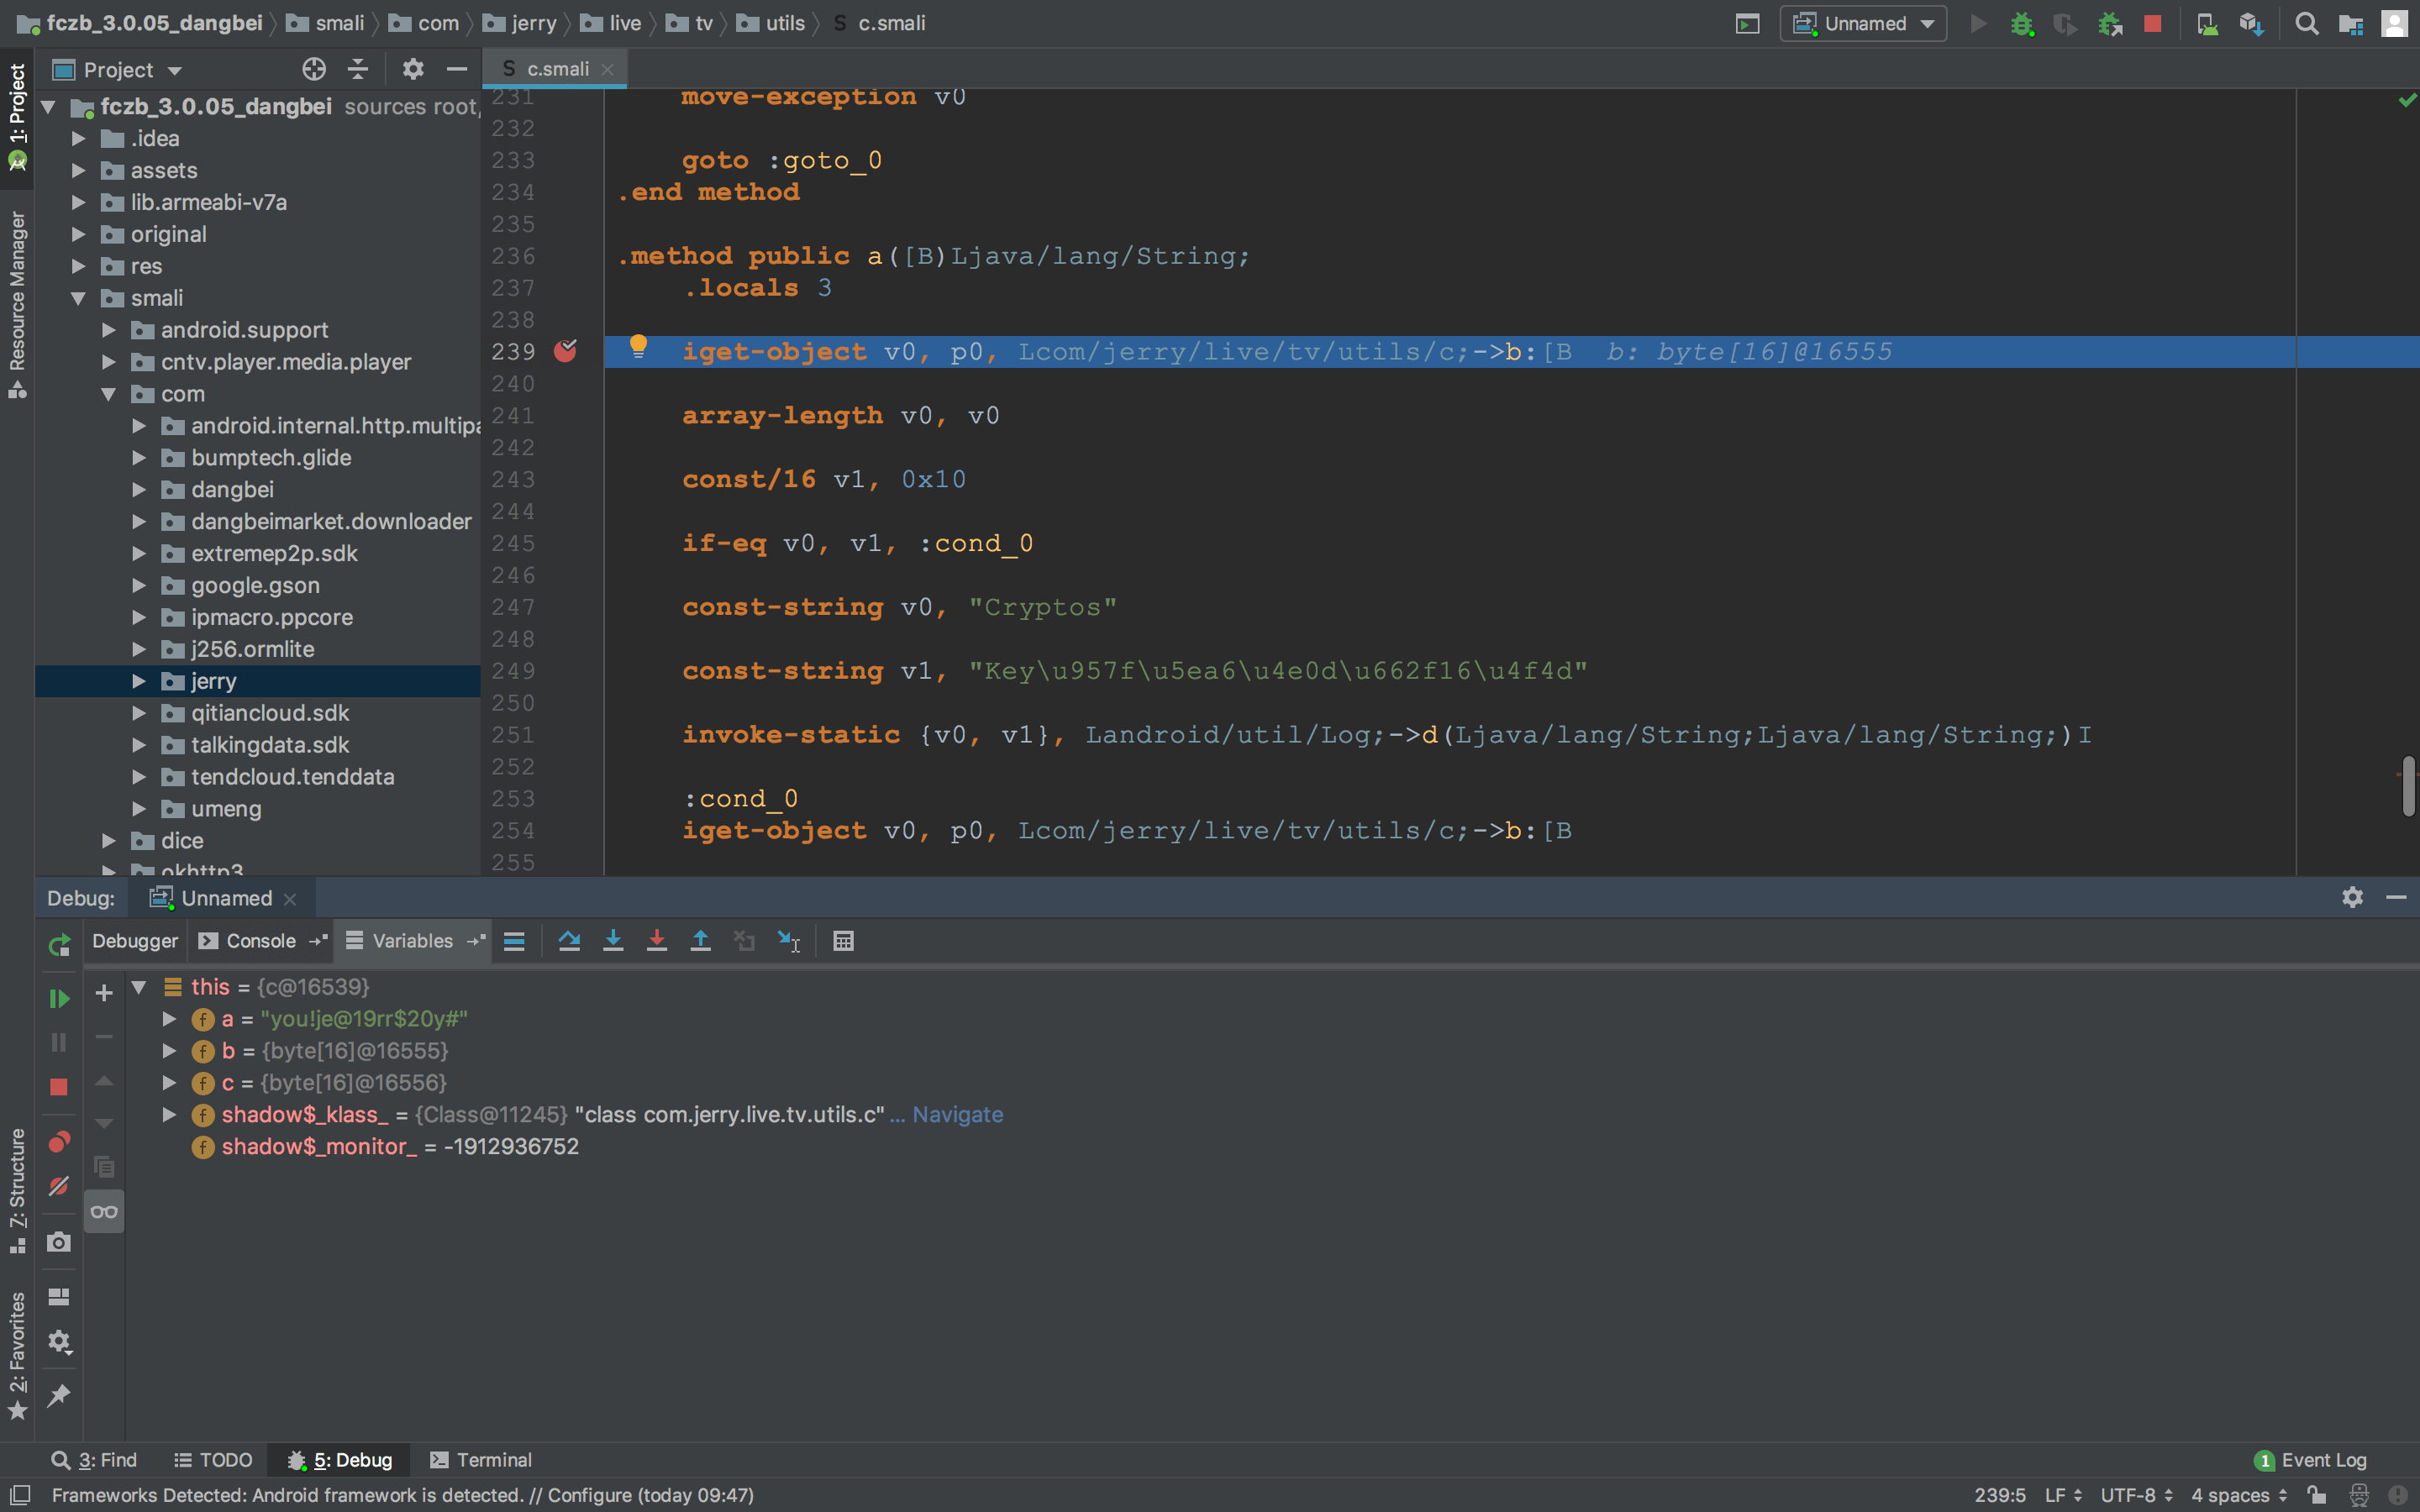 fczb_3.0.05_dangbei smali com jerry live tv utils c.smali Unnamed
Project c.smali
1: Project
Resource Manager
7: Structure
2: Favorites
fczb_3.0.05_dangbei sources root,
.idea
assets
lib.armeabi-v7a
original
res
smali
android.support
cntv.player.media.player
com
android.internal.http.multipa
bumptech.glide
dangbei
dangbeimarket.downloader
extremep2p.sdk
google.gson
ipmacro.ppcore
j256.ormlite
jerry
qitiancloud.sdk
talkingdata.sdk
tendcloud.tenddata
umeng
dice
okhttp3
231 move-exception v0
232
233 goto :goto_0
234 .end method
235
236 .method public a([B)Ljava/lang/String;
237 .locals 3
238
239 iget-object v0, p0, Lcom/jerry/live/tv/utils/c;->b:[B b: byte[16]@16555
240
241 array-length v0, v0
242
243 const/16 v1, 0x10
244
245 if-eq v0, v1, :cond_0
246
247 const-string v0, "Cryptos"
248
249 const-string v1, "Key\u957f\u5ea6\u4e0d\u662f16\u4f4d"
250
251 invoke-static {v0, v1}, Landroid/util/Log;->d(Ljava/lang/String;Ljava/lang/String;)I
252
253 :cond_0
254 iget-object v0, p0, Lcom/jerry/live/tv/utils/c;->b:[B
255
Debug: Unnamed
Debugger Console Variables
this = {c@16539}
a = "you!je@19rr$20y#"
b = {byte[16]@16555}
c = {byte[16]@16556}
shadow$_klass_ = {Class@11245} "class com.jerry.live.tv.utils.c" ... Navigate
shadow$_monitor_ = -1912936752
3: Find TODO 5: Debug Terminal 1 Event Log
Frameworks Detected: Android framework is detected. // Configure (today 09:47) 239:5 LF UTF-8 4 spaces